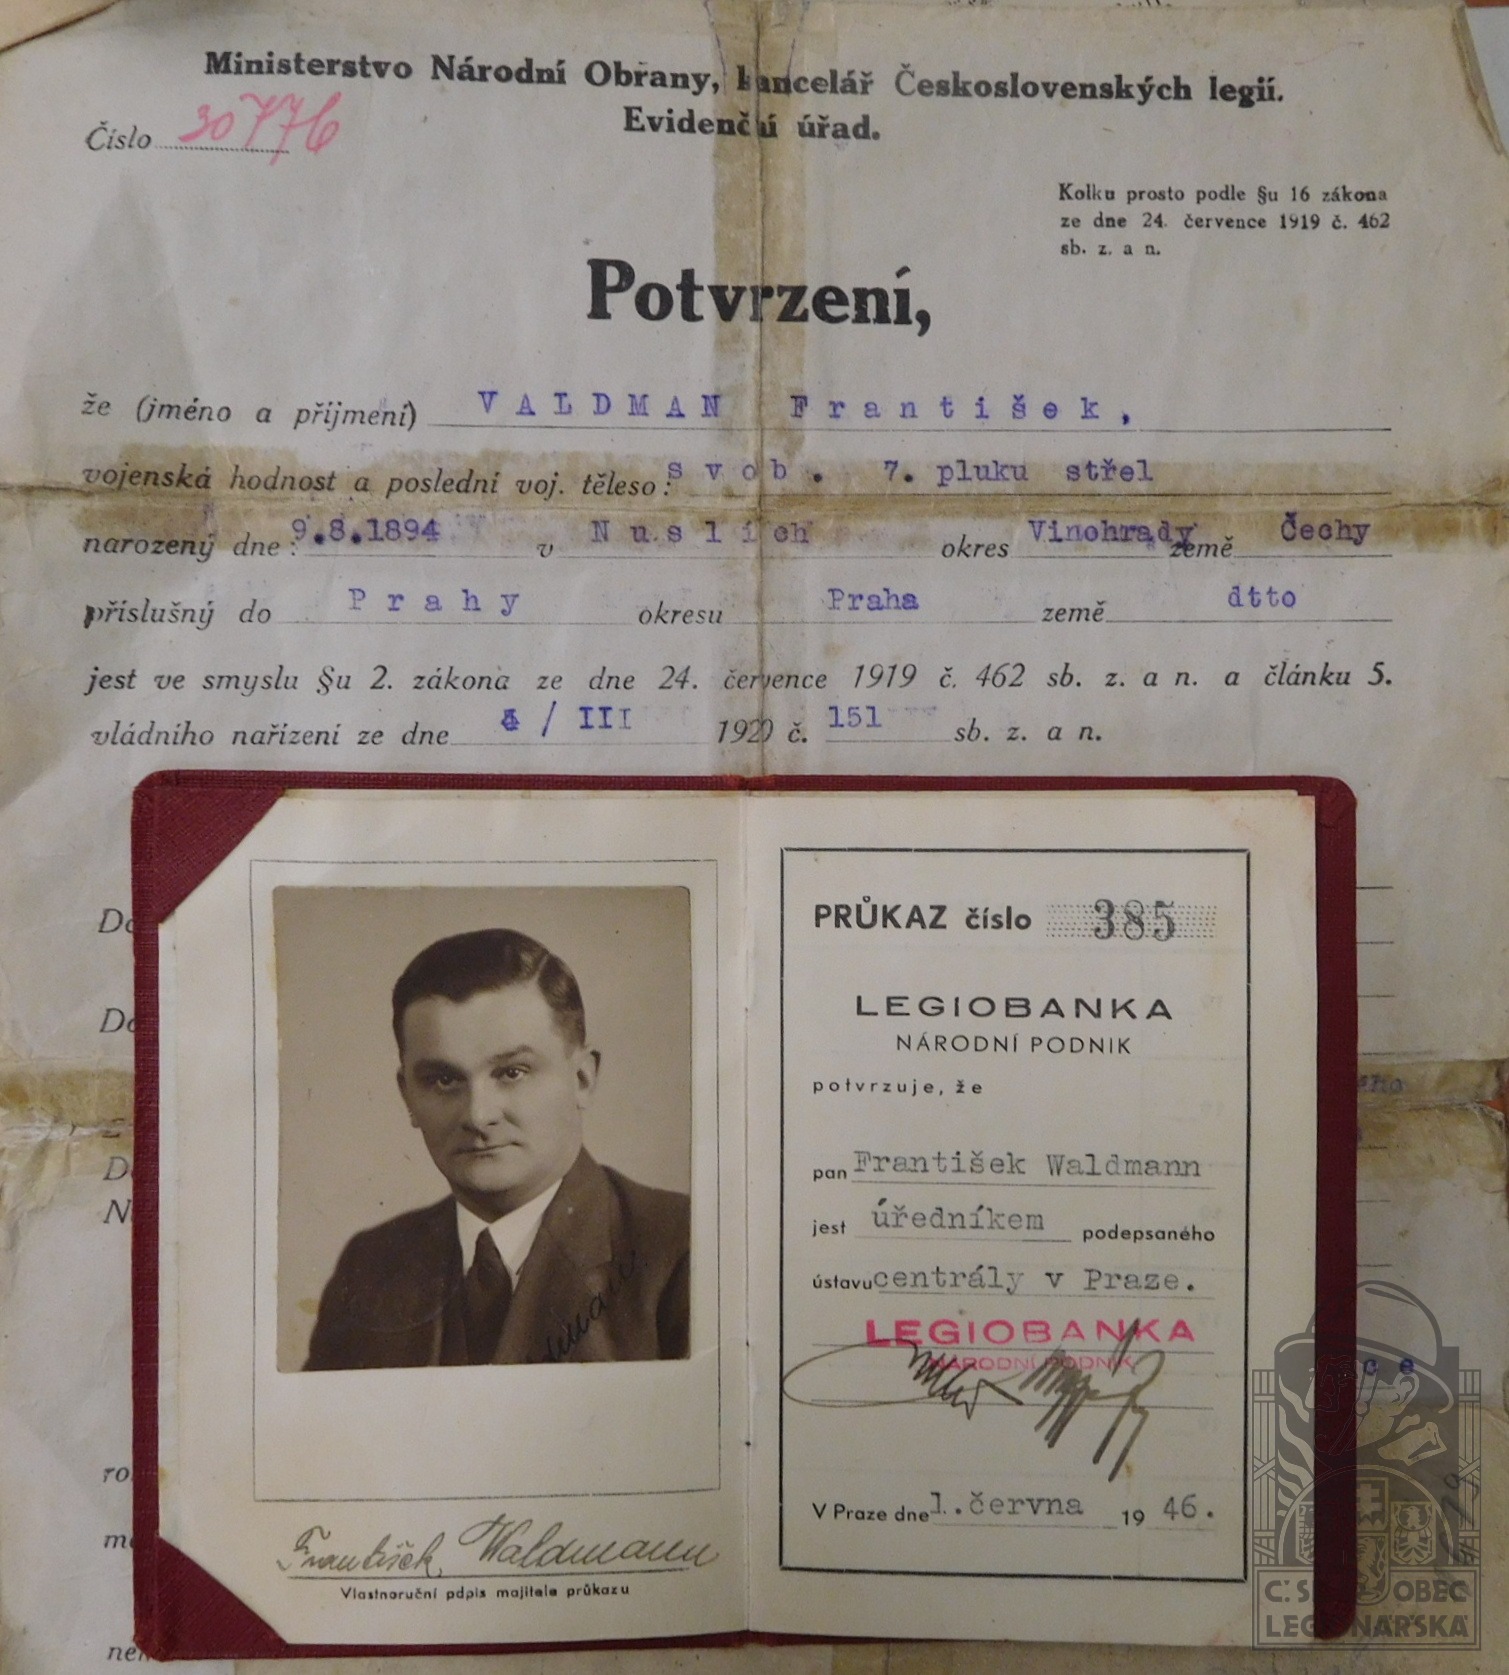 Ministerstvo Národní Obrany, kancelář Československých legií.
Evidenční úřad.
Číslo 30776
Kolku prosto podle §u 16 zákona
ze dne 24. července 1919 č. 462
sb. z. a n.
Potvrzení,
že (jméno a příjmení) VALDMAN František,
vojenská hodnost a poslední voj. těleso: svob. 7. pluku střel
narozený dne: 9.8.1894 v Nuslích okres Vinohrady země Čechy
příslušný do Prahy okresu Praha země dtto
jest ve smyslu §u 2. zákona ze dne 24. července 1919 č. 462 sb. z. a n. a článku 5.
vládního nařízení ze dne / III 1920 č. 151 sb. z. a n.
PRŮKAZ číslo 385
LEGIOBANKA
NÁRODNÍ PODNIK
potvrzuje, že
pan František Waldmann
jest úředníkem podepsaného
ústavu centrály v Praze.
LEGIOBANKA
NÁRODNÍ PODNIK
V Praze dne 1. června 1946.
František Waldmann
Vlastnoruční pdpis majitele průkazu
Č.S. OBEC
LEGIONÁŘSKÁ